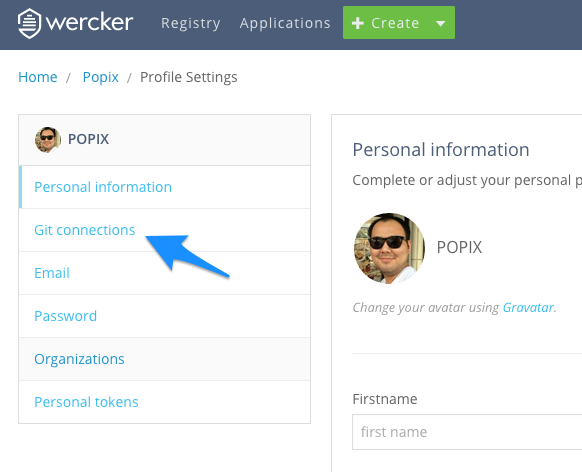 wercker Registry Applications + Create
Home / Popix / Profile Settings
POPIX
Personal information
Git connections
Email
Password
Organizations
Personal tokens
Personal information
Complete or adjust your personal p
POPIX
Change your avatar using Gravatar.
Firstname
first name